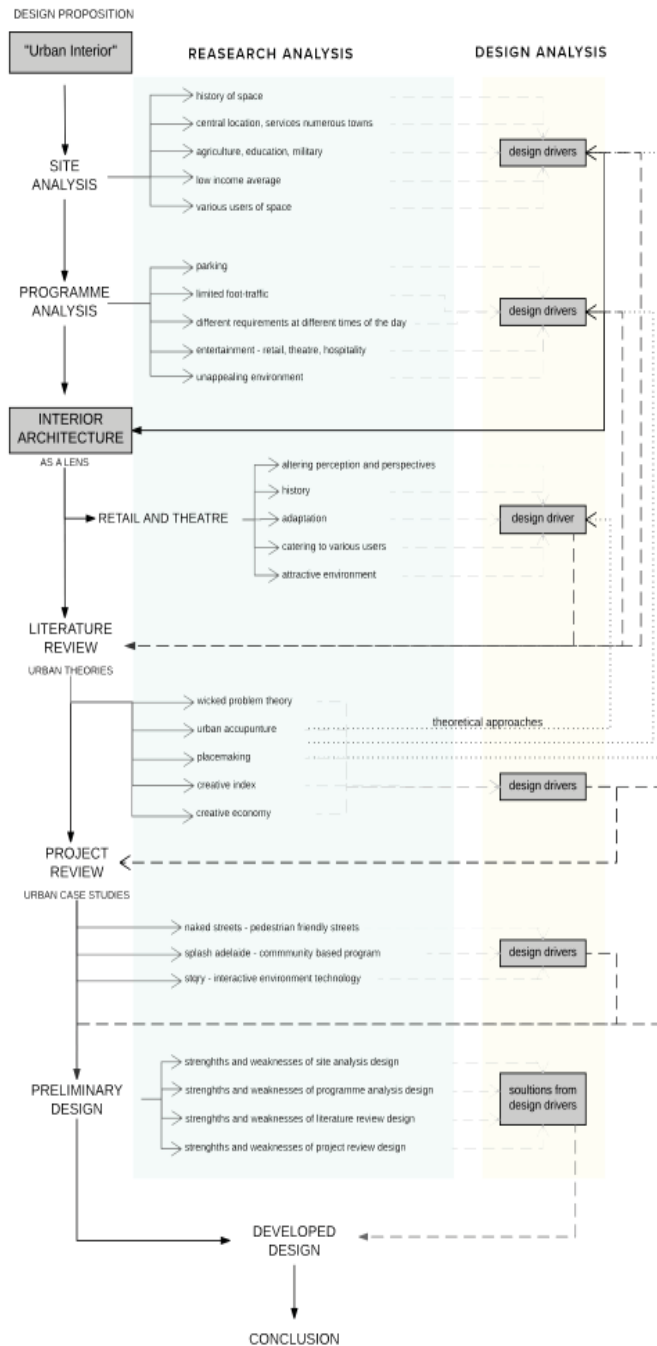 DESIGN PROPOSITION
"Urban Interior"
REASEARCH ANALYSIS
DESIGN ANALYSIS
history of space
central location, services numerous towns
agriculture, education, military
low income average
various users of space
SITE
ANALYSIS
design drivers
parking
limited foot-traffic
different requirements at different times of the day
entertainment - retail, theatre, hospitality
unappealing environment
PROGRAMME
ANALYSIS
design drivers
INTERIOR
ARCHITECTURE
AS A LENS
RETAIL AND THEATRE
altering perception and perspectives
history
adaptation
catering to various users
attractive environment
design driver
LITERATURE
REVIEW
URBAN THEORIES
wicked problem theory
urban accupunture
placemaking
creative index
creative economy
theoretical approaches
design drivers
PROJECT
REVIEW
URBAN CASE STUDIES
naked streets - pedestrian friendly streets
splash adelaide - commmunity based program
stqry - interactive environment technology
design drivers
PRELIMINARY
DESIGN
strenghths and weaknesses of site analysis design
strenghths and weaknesses of programme analysis design
strenghths and weaknesses of literature review design
strenghths and weaknesses of project review design
soultions from
design drivers
DEVELOPED
DESIGN
CONCLUSION